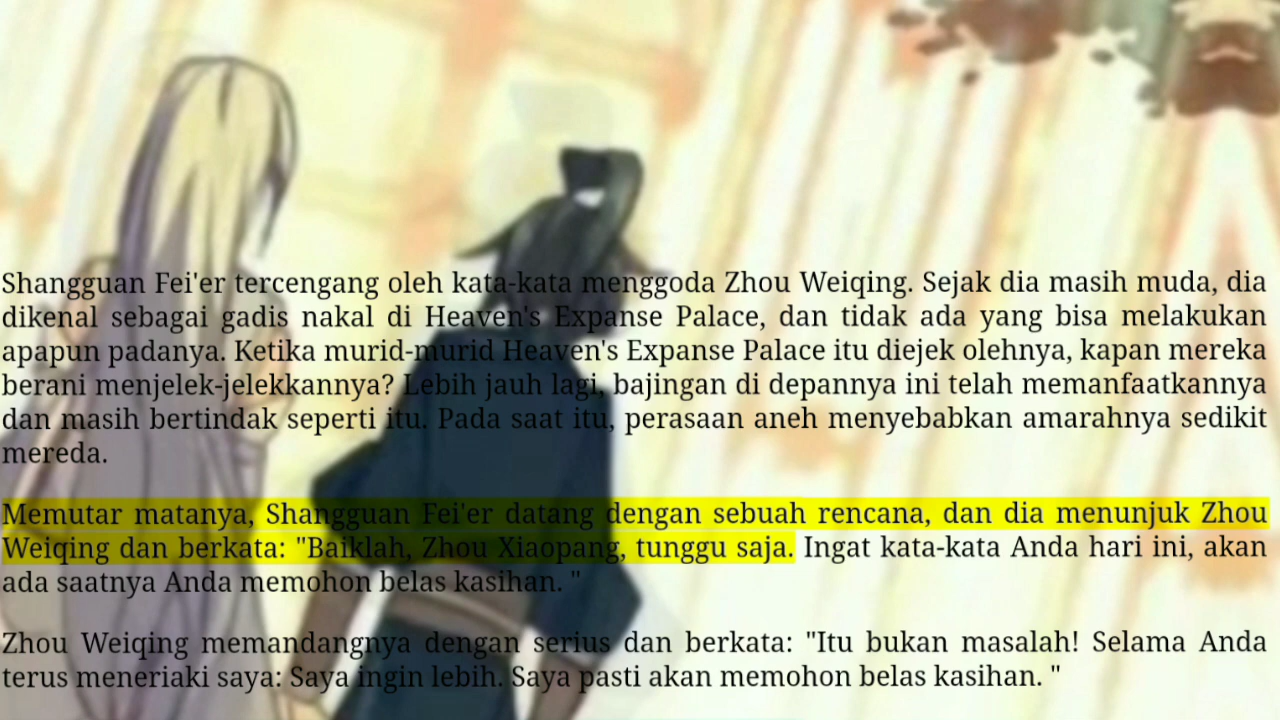 Shangguan Fei'er tercengang oleh kata-kata menggoda Zhou Weiqing. Sejak dia masih muda, dia
dikenal sebagai gadis nakal di Heaven's Expanse Palace, dan tidak ada yang bisa melakukan
apapun padanya. Ketika murid-murid Heaven's Expanse Palace itu diejek olehnya, kapan mereka
berani menjelek-jelekkannya? Lebih jauh lagi, bajingan di depannya ini telah memanfaatkannya
dan masih bertindak seperti itu. Pada saat itu, perasaan aneh menyebabkan amarahnya sedikit
mereda.
Memutar matanya, Shangguan Fei'er datang dengan sebuah rencana, dan dia menunjuk Zhou
Weiqing dan berkata: "Baiklah, Zhou Xiaopang, tunggu saja. Ingat kata-kata Anda hari ini, akan
ada saatnya Anda memohon belas kasihan. "
Zhou Weiqing memandangnya dengan serius dan berkata: "Itu bukan masalah! Selama Anda
terus meneriaki saya: Saya ingin lebih. Saya pasti akan memohon belas kasihan. "